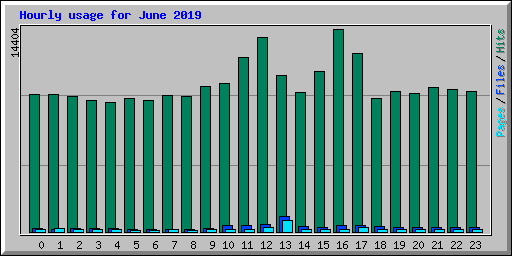 Hourly usage for June 2019
14404
Pages/Files/Hits
0 1 2 3 4 5 6 7 8 9 10 11 12 13 14 15 16 17 18 19 20 21 22 23